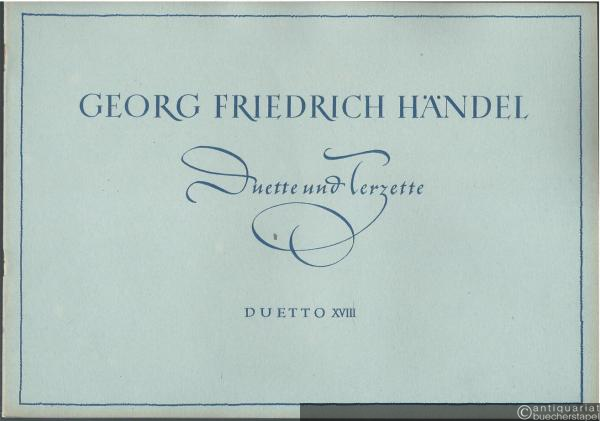 GEORG FRIEDRICH HÄNDEL
Duette und Terzette
DUETTO XVIII
©antiquariat
buecherstapel